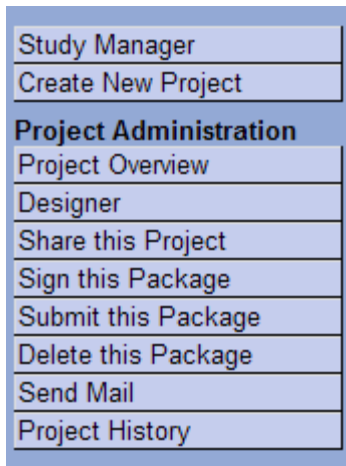 Study Manager
Create New Project
Project Administration
Project Overview
Designer
Share this Project
Sign this Package
Submit this Package
Delete this Package
Send Mail
Project History